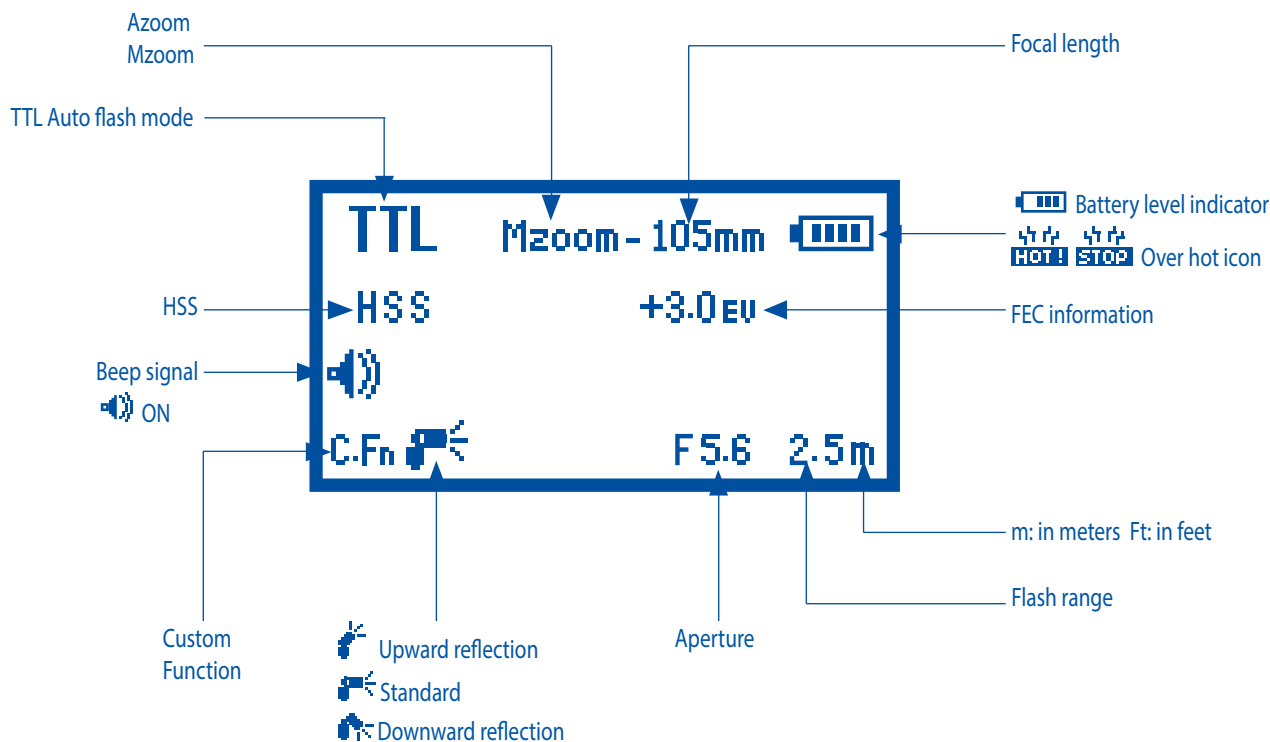 Azoom
Mzoom
Focal length
TTL Auto flash mode
TTL Mzoom-105mm
Battery level indicator
HOT! STOP Over hot icon
HSS
HSS +3.0EV
FEC information
Beep signal
ON
C.Fn F5.6 2.5m
m: in meters Ft: in feet
Flash range
Custom
Function
Upward reflection
Aperture
Standard
Downward reflection